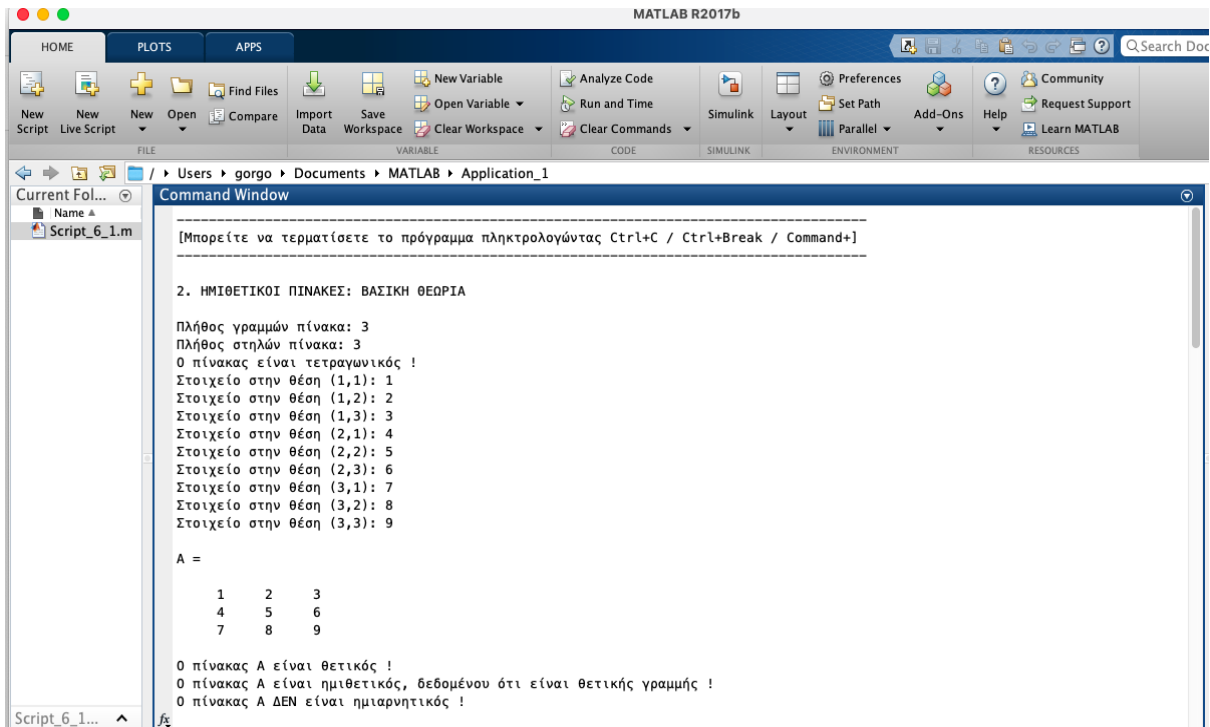 MATLAB R2017b
HOME PLOTS APPS
Search Doc
New Script
New Live Script
New
Open
Find Files
Compare
FILE
Import Data
Save Workspace
New Variable
Open Variable
Clear Workspace
VARIABLE
Analyze Code
Run and Time
Clear Commands
CODE
Simulink
SIMULINK
Layout
Preferences
Set Path
Parallel
Add-Ons
ENVIRONMENT
Help
Community
Request Support
Learn MATLAB
RESOURCES
/ Users gorgo Documents MATLAB Application_1
Current Fol...
Name
Script_6_1.m
Command Window
[Μπορείτε να τερματίσετε το πρόγραμμα πληκτρολογώντας Ctrl+C / Ctrl+Break / Command+]
2. ΗΜΙΘΕΤΙΚΟΙ ΠΙΝΑΚΕΣ: ΒΑΣΙΚΗ ΘΕΩΡΙΑ
Πλήθος γραμμών πίνακα: 3
Πλήθος στηλών πίνακα: 3
Ο πίνακας είναι τετραγωνικός !
Στοιχείο στην θέση (1,1): 1
Στοιχείο στην θέση (1,2): 2
Στοιχείο στην θέση (1,3): 3
Στοιχείο στην θέση (2,1): 4
Στοιχείο στην θέση (2,2): 5
Στοιχείο στην θέση (2,3): 6
Στοιχείο στην θέση (3,1): 7
Στοιχείο στην θέση (3,2): 8
Στοιχείο στην θέση (3,3): 9
A =
1 2 3
4 5 6
7 8 9
Ο πίνακας Α είναι θετικός !
Ο πίνακας Α είναι ημιθετικός, δεδομένου ότι είναι θετικής γραμμής !
Ο πίνακας Α ΔΕΝ είναι ημιαρνητικός !
Script_6_1...
fx